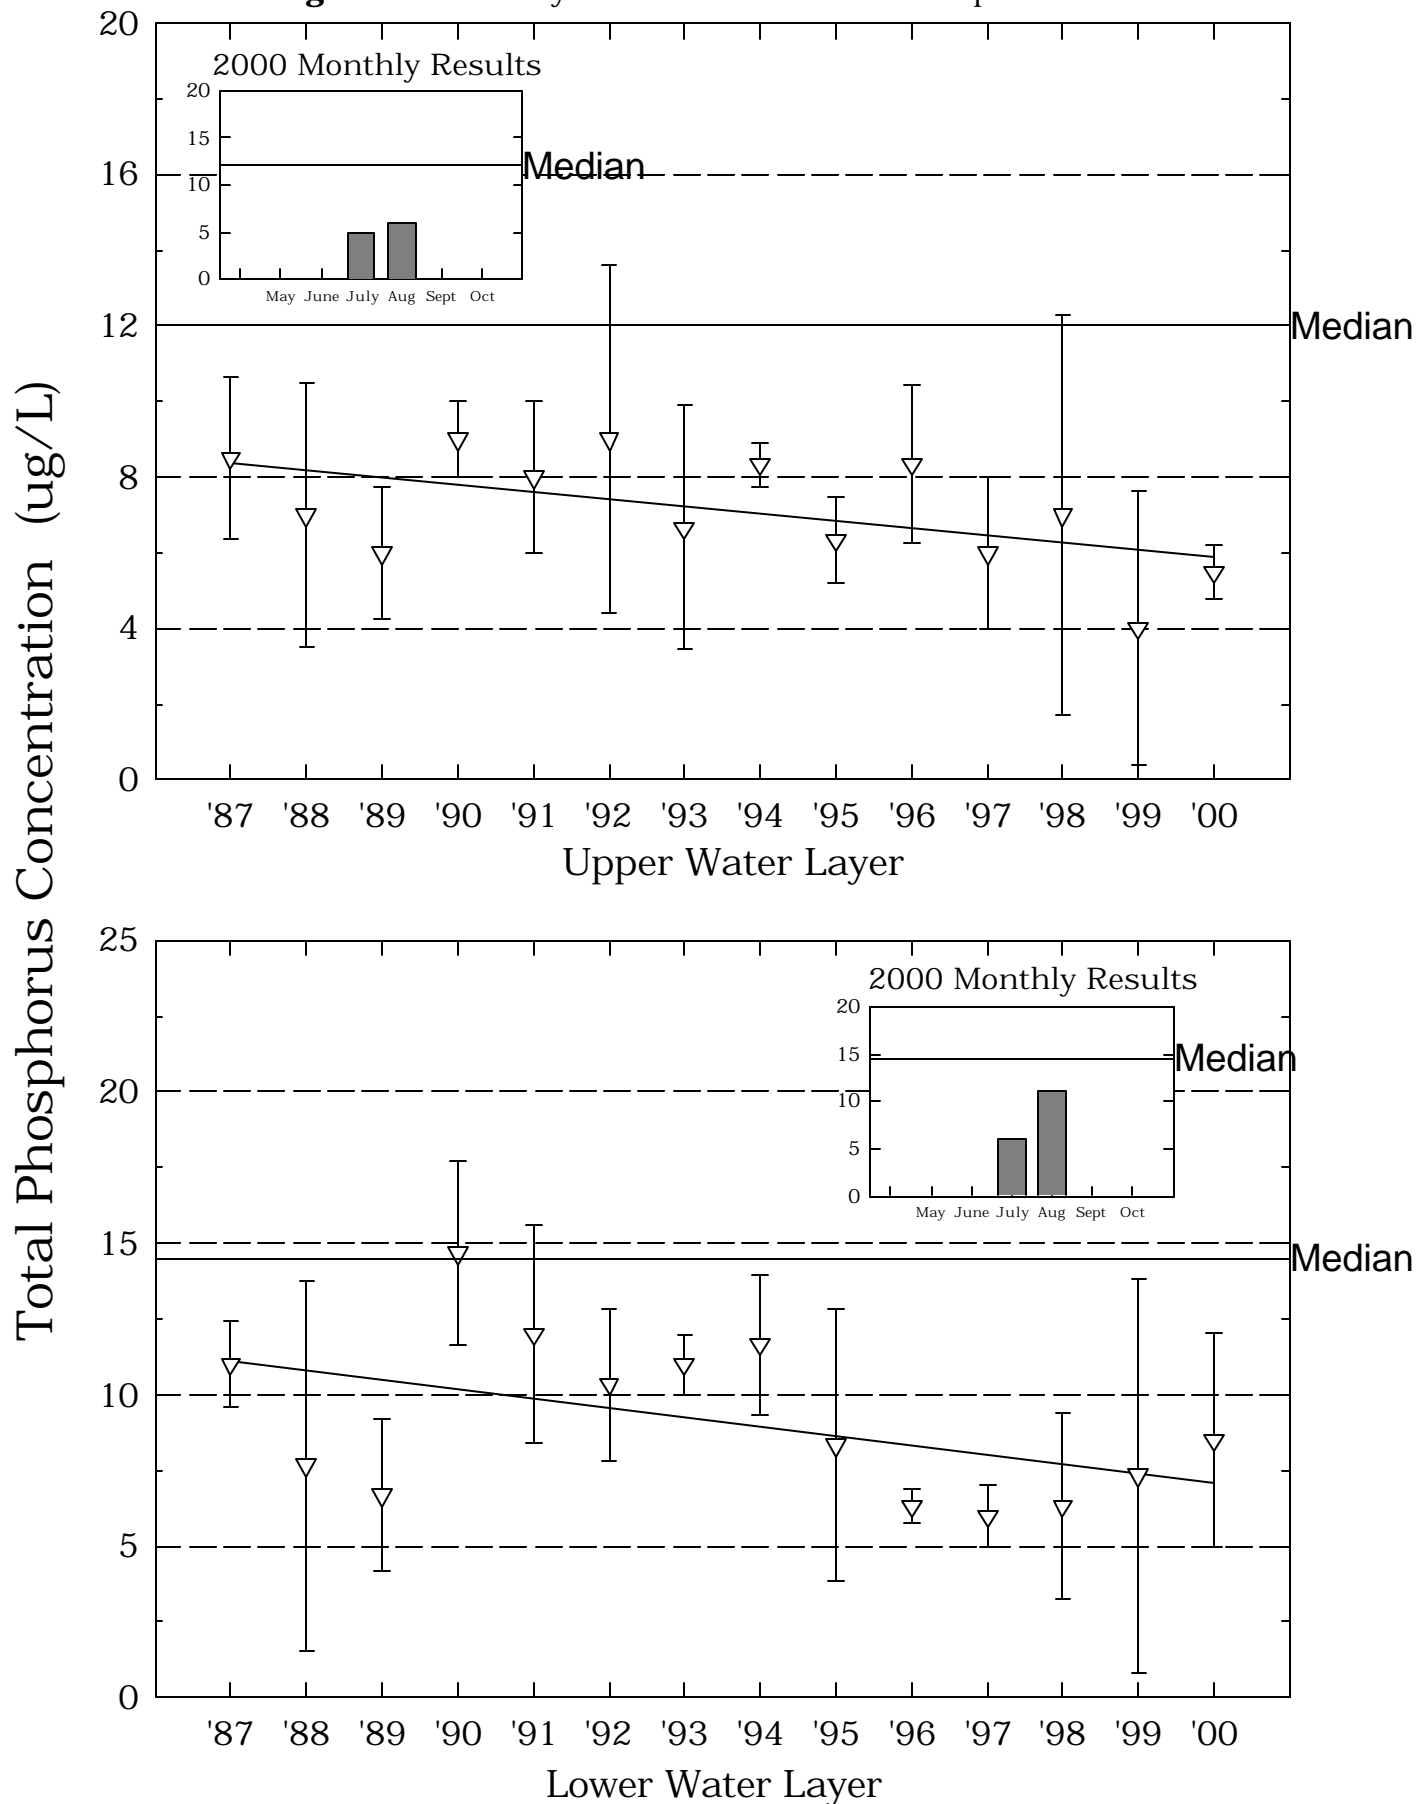 2000 Monthly Results
20
15
10
5
0
Median
May June July Aug Sept Oct
20
16
12
8
4
0
Median
'87 '88 '89 '90 '91 '92 '93 '94 '95 '96 '97 '98 '99 '00
Upper Water Layer
Total Phosphorus Concentration (ug/L)
2000 Monthly Results
20
15
10
5
0
Median
May June July Aug Sept Oct
25
20
15
10
5
0
Median
'87 '88 '89 '90 '91 '92 '93 '94 '95 '96 '97 '98 '99 '00
Lower Water Layer